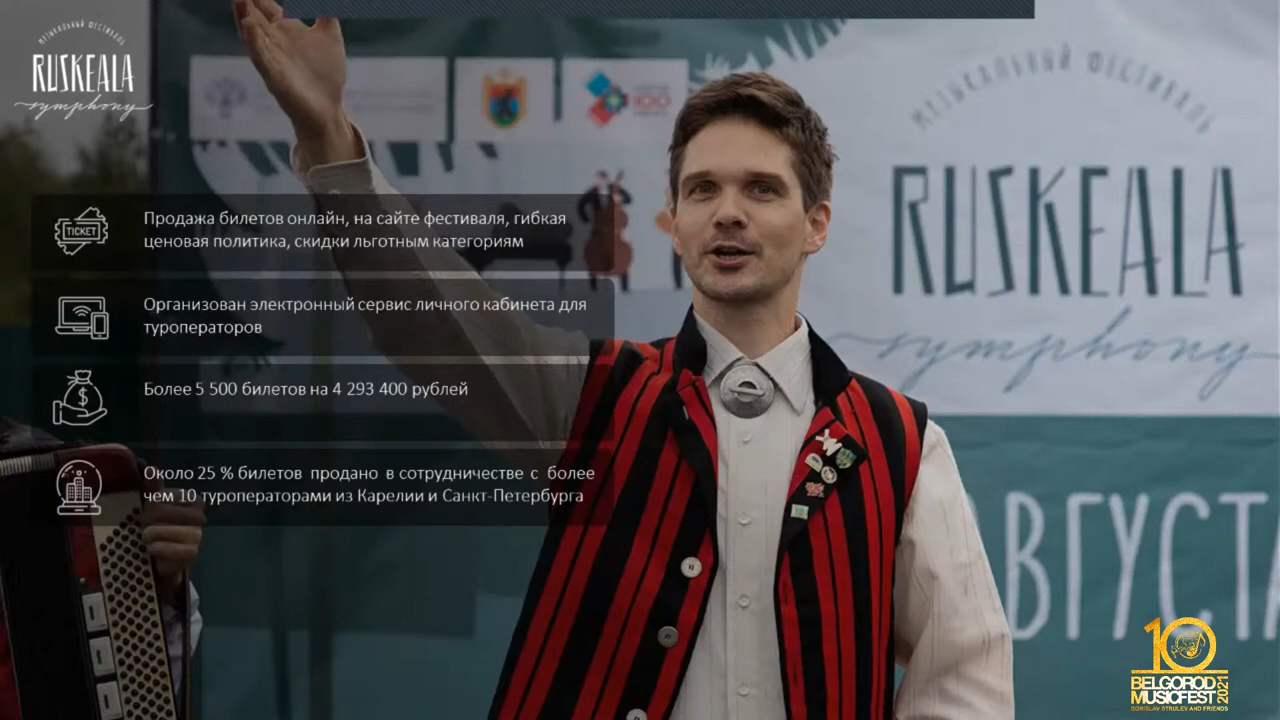 МУЗЫКАЛЬНЫЙ ФЕСТИВАЛЬ
RUSKEALA
symphony
100
МУЗЫКАЛЬНЫЙ ФЕСТИВАЛЬ
RUSKEALA
symphony
TICKET
Продажа билетов онлайн, на сайте фестиваля, гибкая
ценовая политика, скидки льготным категориям
Организован электронный сервис личного кабинета для
туроператоров
Более 5 500 билетов на 4 293 400 рублей
Около 25 % билетов продано в сотрудничестве с более
чем 10 туроператорами из Карелии и Санкт-Петербурга
ВГУСТА
10
BELGOROD
MUSICFEST
2021
BORISLAV STRULEV AND FRIENDS